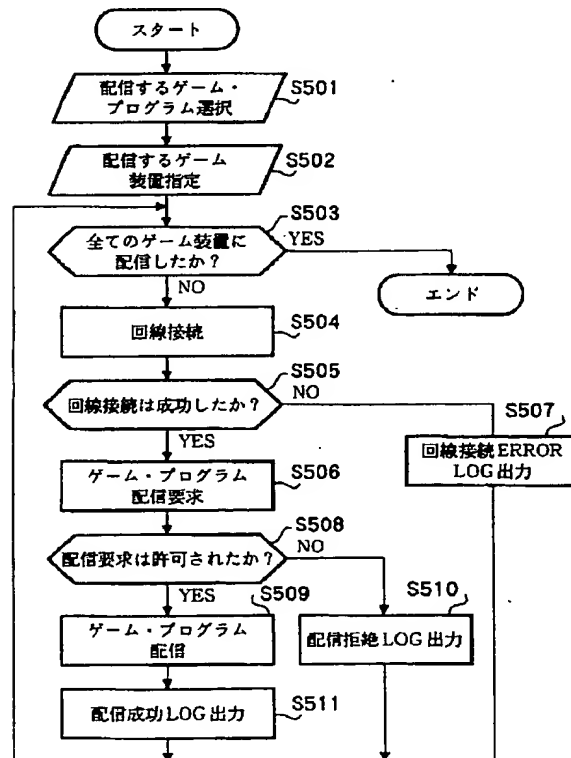 スタート
配信するゲーム・
プログラム選択
S501
配信するゲーム
装置指定
S502
S503
全てのゲーム装置に
配信したか？
YES
NO
エンド
回線接続
S504
S505
回線接続は成功したか？
NO
YES
S507
回線接続ERROR
LOG出力
ゲーム・プログラム
配信要求
S506
S508
配信要求は許可されたか？
NO
YES
S509
ゲーム・プログラム
配信
S510
配信拒絶LOG出力
配信成功LOG出力
S511